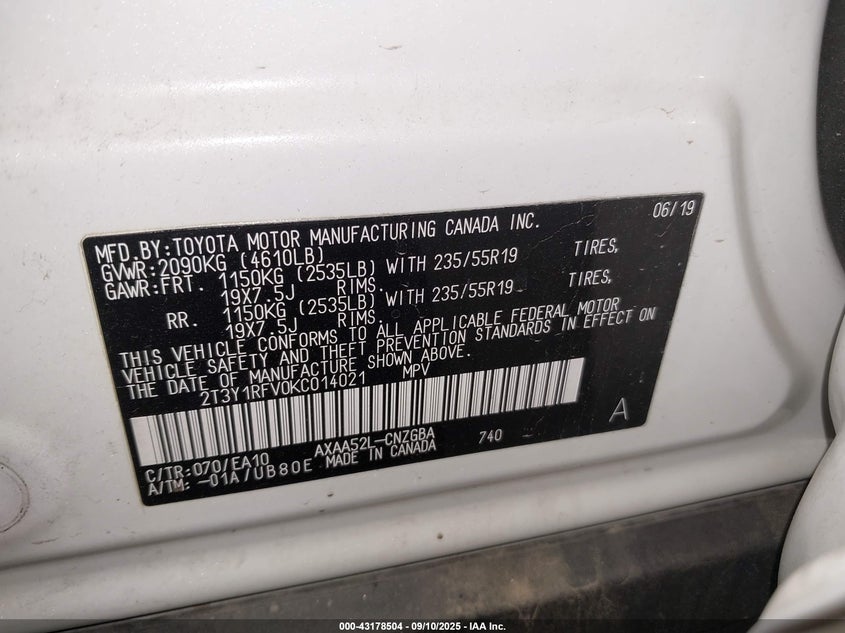 06/19
MFD.BY:TOYOTA MOTOR MANUFACTURING CANADA INC.
GVWR:2090KG (4610LB)
GAWR:FRT. 1150KG (2535LB) WITH 235/55R19 TIRES,
19X7.5J RIMS.
RR. 1150KG (2535LB) WITH 235/55R19 TIRES,
19X7.5J RIMS.
THIS VEHICLE CONFORMS TO ALL APPLICABLE FEDERAL MOTOR
VEHICLE SAFETY AND THEFT PREVENTION STANDARDS IN EFFECT ON
THE DATE OF MANUFACTURE SHOWN ABOVE.
2T3Y1RFV0KC014021 MPV
A
C/TR:070/EA10 AXAA52L-CNZGBA 740
A/TM: -01A/UB80E MADE IN CANADA
000-43178504 - 09/10/2025 - IAA Inc.